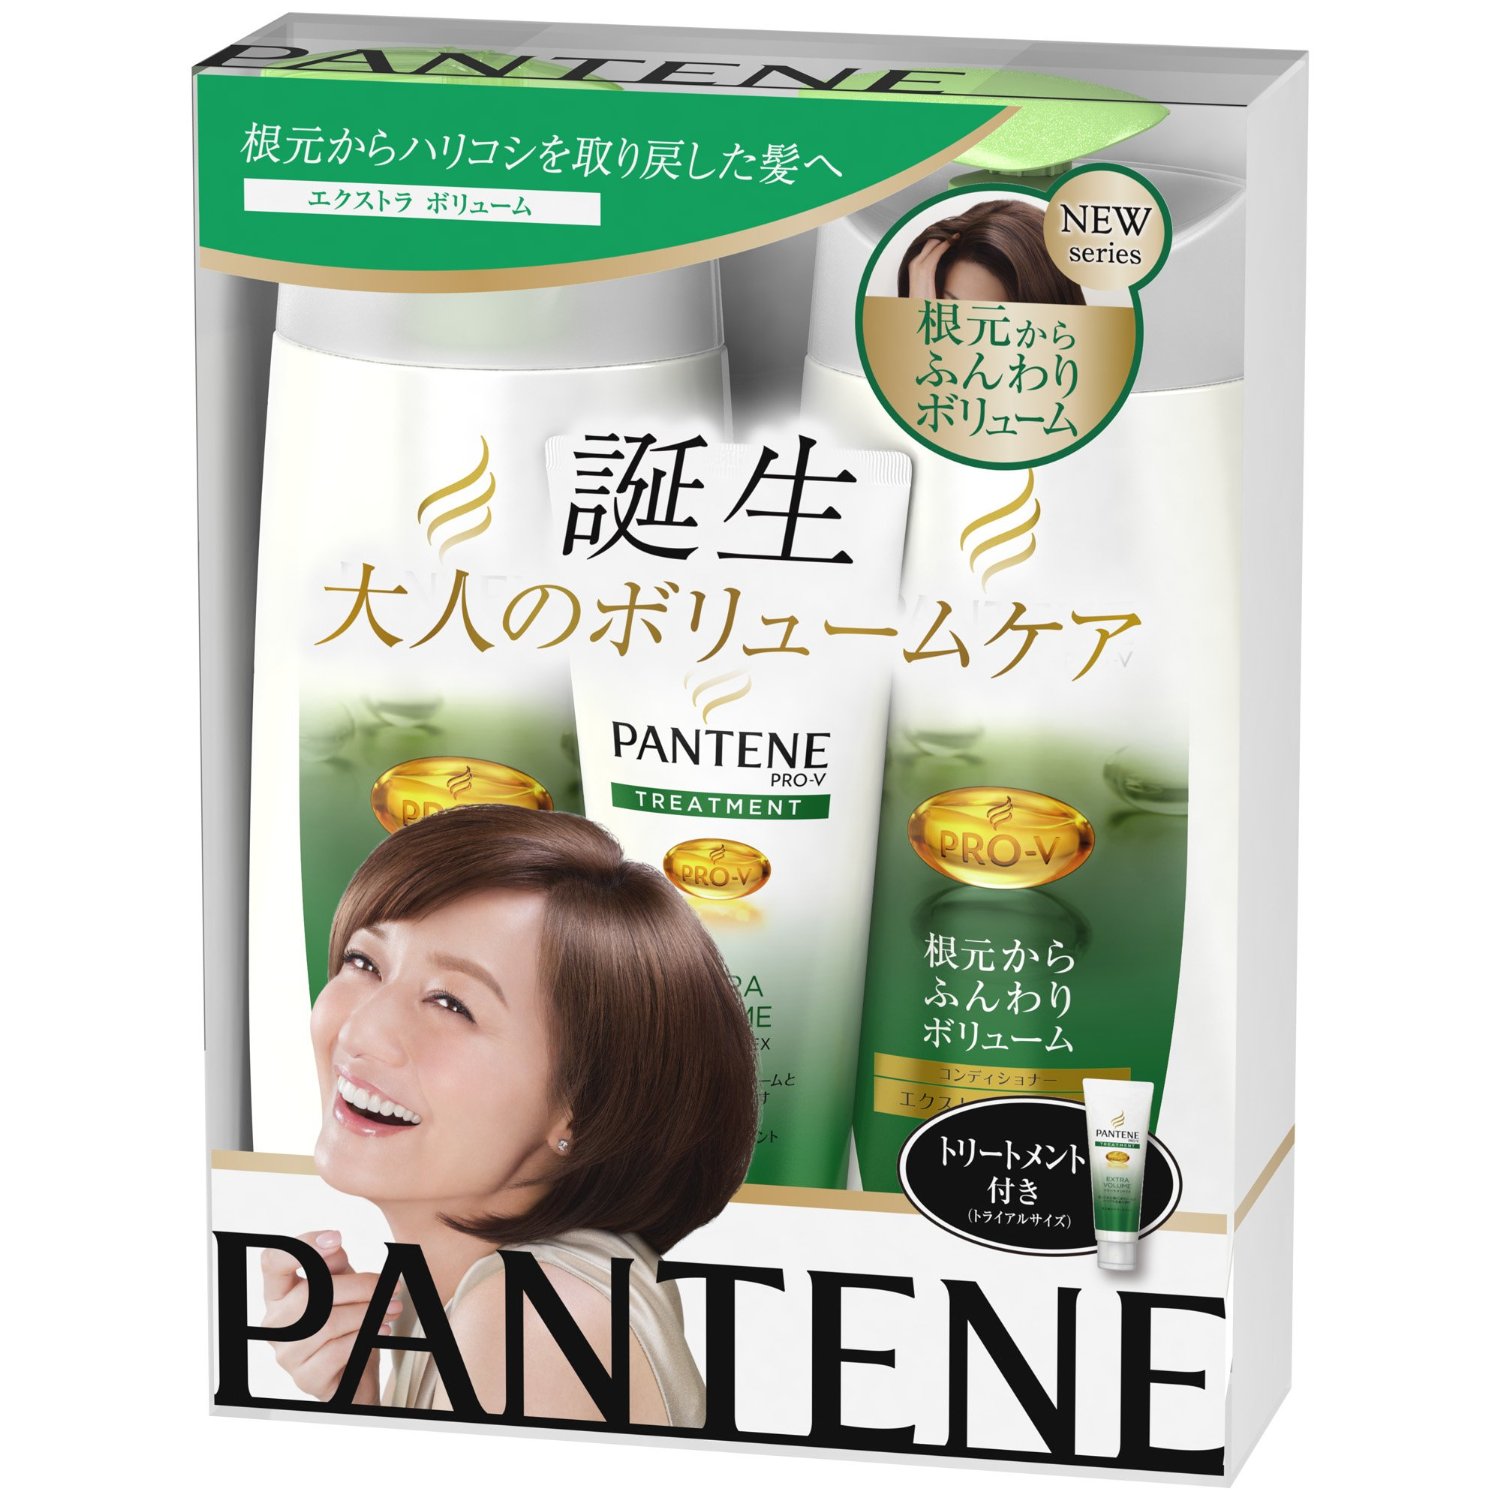 PANTENE
根元からハリコシを取り戻した髪へ
エクストラ ボリューム
NEW
series
根元から
ふんわり
ボリューム
誕生
大人のボリュームケア
PANTENE
PRO-V
TREATMENT
PRO-V
PRO-V
根元から
ふんわり
ボリューム
コンディショナー
トリートメント
付き
(トライアルサイズ)
PANTENE
TREATMENT
EXTRA
VOLUME
PANTENE